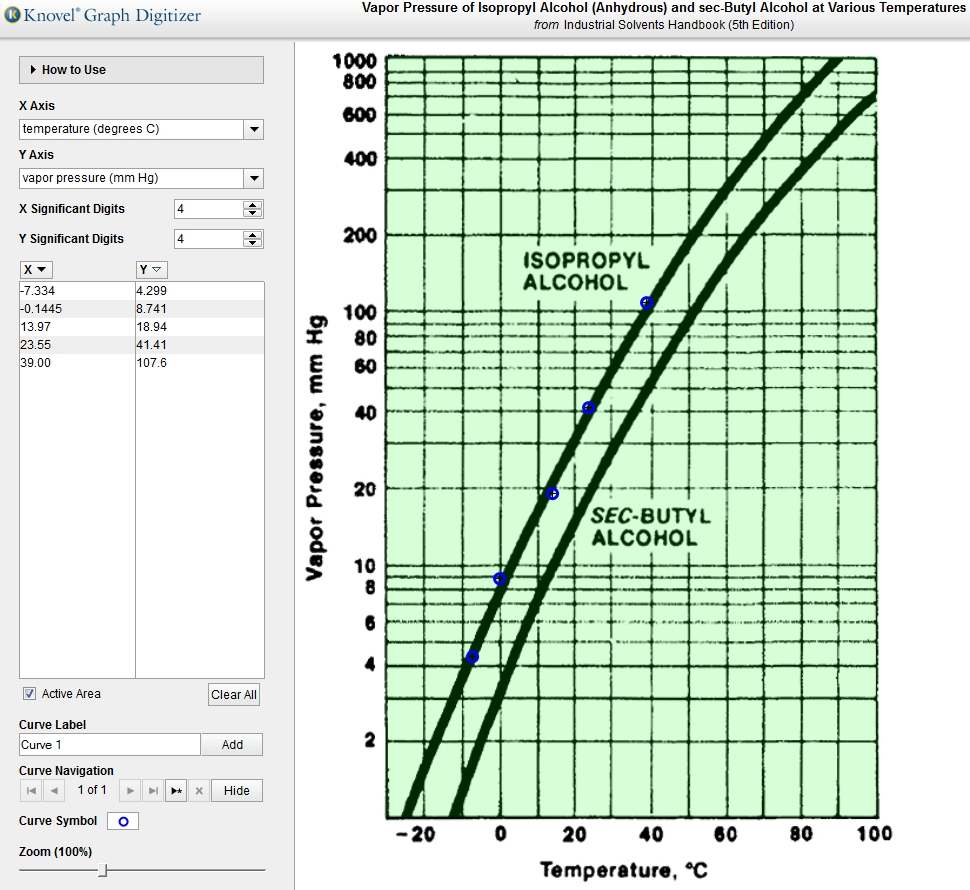 Knovel® Graph Digitizer
Vapor Pressure of Isopropyl Alcohol (Anhydrous) and sec-Butyl Alcohol at Various Temperatures
from Industrial Solvents Handbook (5th Edition)
How to Use
X Axis
temperature (degrees C)
Y Axis
vapor pressure (mm Hg)
X Significant Digits
4
Y Significant Digits
4
X Y
-7.334 4.299
-0.1445 8.741
13.97 18.94
23.55 41.41
39.00 107.6
Active Area
Clear All
Curve Label
Curve 1
Add
Curve Navigation
1 of 1
Hide
Curve Symbol
Zoom (100%)
Vapor Pressure, mm Hg
1000
800
600
400
200
100
80
60
40
20
10
8
6
4
2
ISOPROPYL
ALCOHOL
SEC-BUTYL
ALCOHOL
-20 0 20 40 60 80 100
Temperature, °C